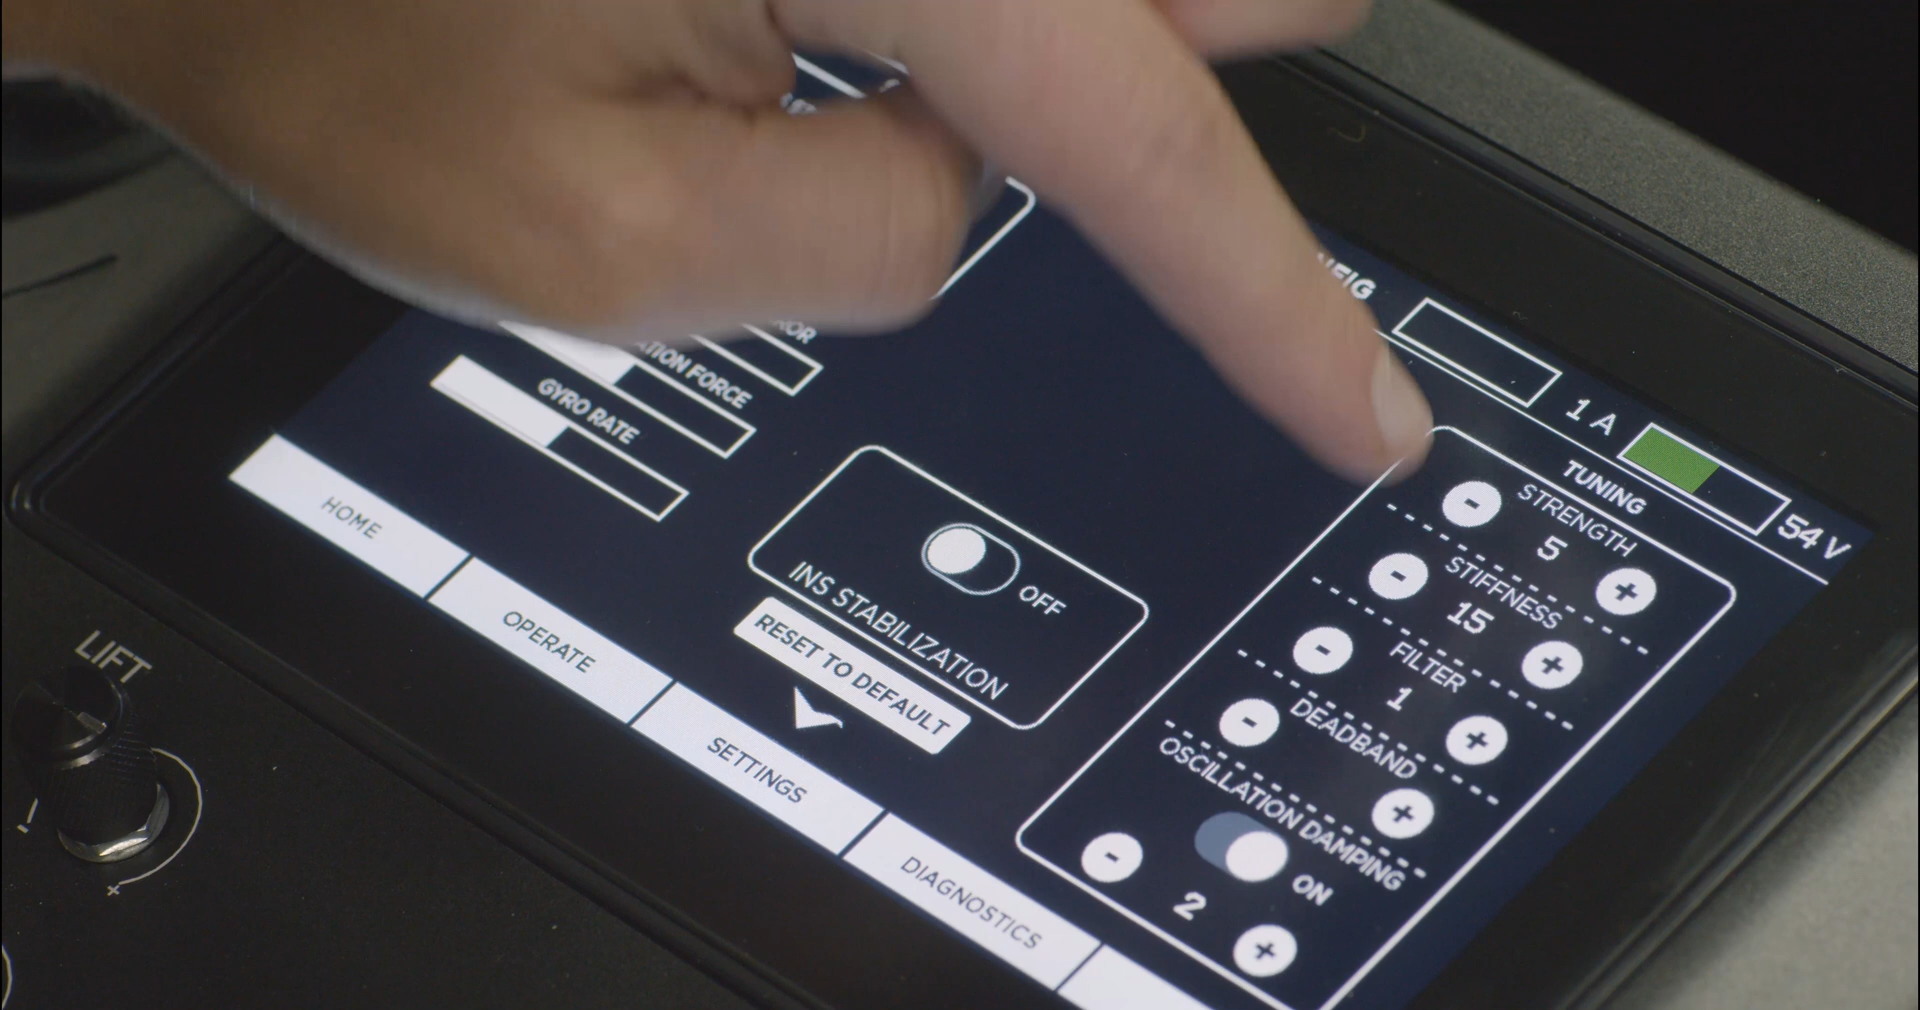 1 A
54 V
GYRO RATE
OFF
INS STABILIZATION
RESET TO DEFAULT
TUNING
- STRENGTH
5
+
- STIFFNESS
15
+
- FILTER
1
+
- DEADBAND
+
OSCILLATION DAMPING
ON
- 2 +
HOME
OPERATE
SETTINGS
DIAGNOSTICS
LIFT
-
+